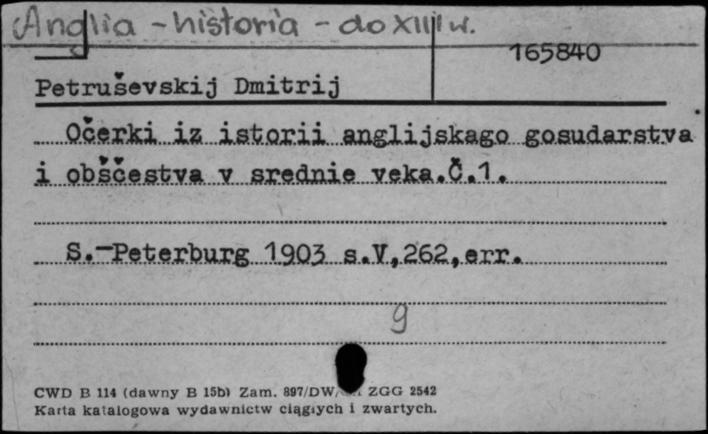 Anglia - historia - do XIII w.
165840
Petruševskij Dmitrij
Očerki iz istorii anglijskago gosudarstva
i obščestva v srednie veka.Č.1.
S.-Peterburg 1903 s.V,262,err.
9
CWD B 114 (dawny B 15b) Zam. 897/DW/ ZGG 2542
Karta katalogowa wydawnictw ciągłych i zwartych.